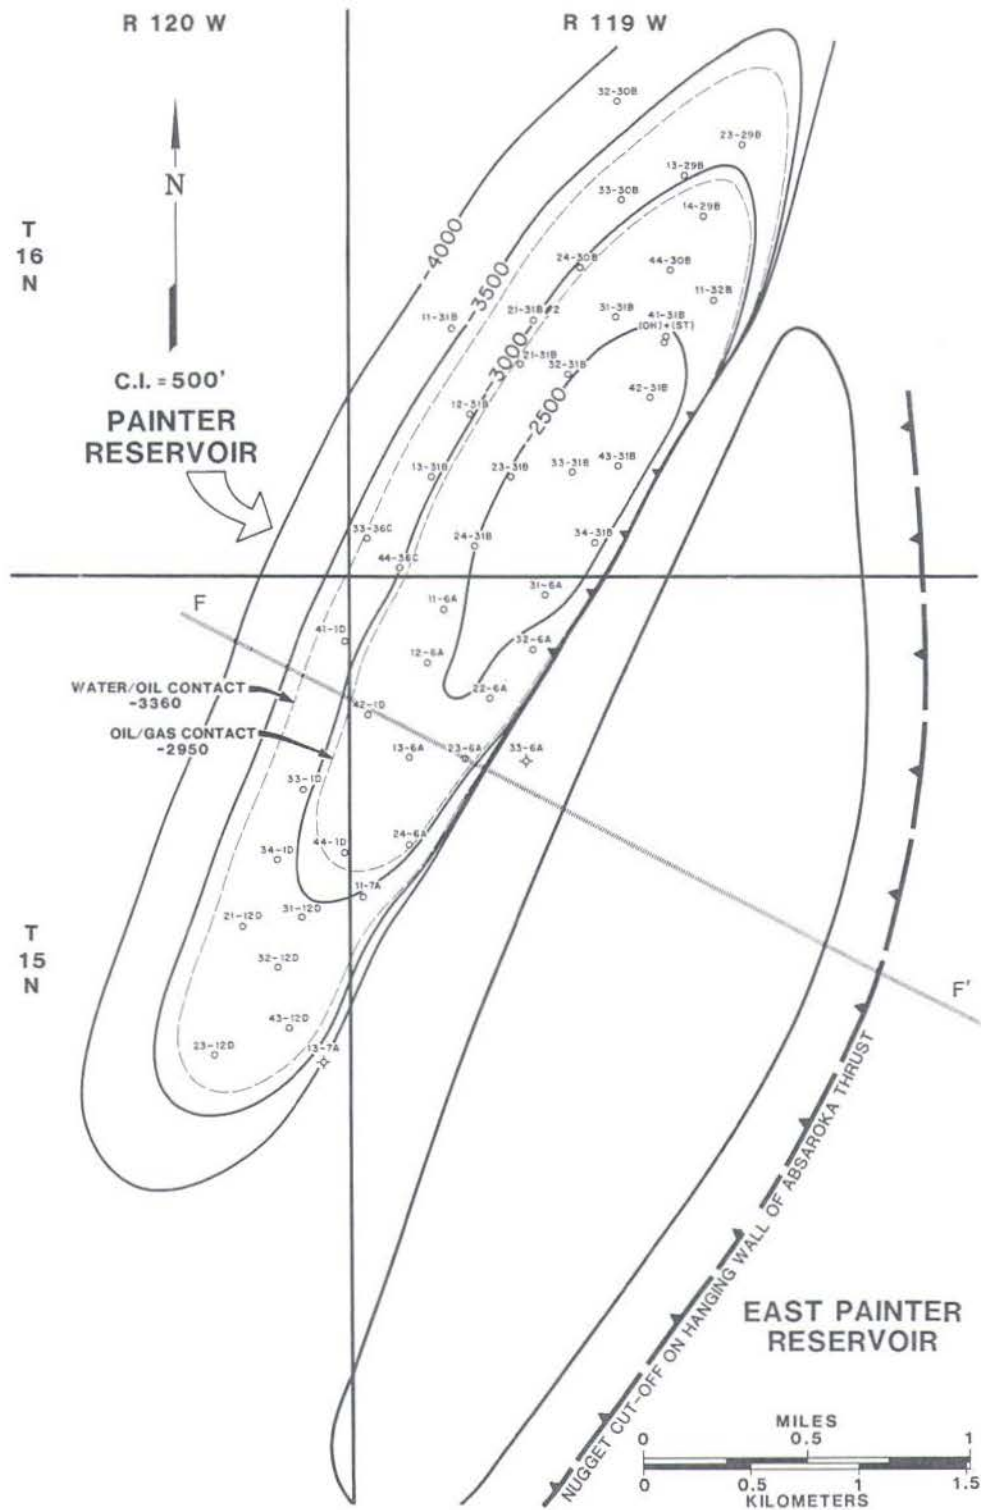 R 120 W
R 119 W
32-30B
23-29B
13-29B
N
33-30B
14-29B
T
16
N
-4000
24-30B
44-30B
-3500
11-32B
11-31B
21-31B #2
31-31B
41-31B
(OH)+(ST)
-3000
21-31B
32-31B
C.I. = 500'
42-31B
PAINTER
RESERVOIR
12-31B
-2500
13-31B
23-31B
33-31B
43-31B
33-36C
24-31B
34-31B
44-36C
31-6A
F
11-6A
41-1D
32-6A
12-6A
WATER/OIL CONTACT
-3360
22-6A
42-1D
OIL/GAS CONTACT
-2950
13-6A
23-6A
33-6A
33-1D
24-6A
44-1D
34-1D
11-7A
31-12D
21-12D
T
15
N
32-12D
F'
43-12D
23-12D
13-7A
NUGGET CUT-OFF ON HANGING WALL OF ABSAROKA THRUST
EAST PAINTER
RESERVOIR
MILES
0 0.5 1
0 0.5 1 1.5
KILOMETERS